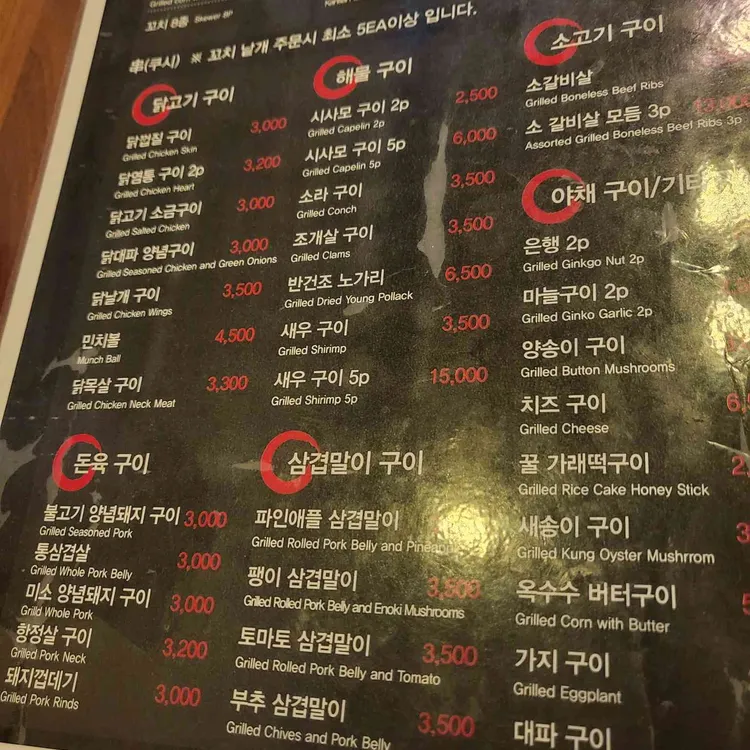 꼬치 8종 Skewer 8P
串(쿠시) ※ 꼬치 낱개 주문시 최소 5EA이상 입니다.
닭고기 구이
닭껍질 구이 3,000
Grilled Chicken Skin
닭염통 구이 2p 3,200
Grilled Chicken Heart
닭고기 소금구이 3,000
Grilled Salted Chicken
닭대파 양념구이 3,000
Grilled Seasoned Chicken and Green Onions
닭날개 구이 3,500
Grilled Chicken Wings
민치볼 4,500
Munch Ball
닭목살 구이 3,300
Grilled Chicken Neck Meat
돈육 구이
불고기 양념돼지 구이 3,000
Grilled Seasoned Pork
통삼겹살 3,000
Grilled Whole Pork Belly
미소 양념돼지 구이 3,000
Grilld Whole Pork
항정살 구이 3,200
Grilled Pork Neck
돼지껍데기 3,000
Grilled Pork Rinds
해물 구이
시사모 구이 2p 2,500
Grilled Capelin 2p
시사모 구이 5p 6,000
Grilled Capelin 5p
소라 구이 3,500
Grilled Conch
조개살 구이 3,500
Grilled Clams
반건조 노가리 6,500
Grilled Dried Young Pollack
새우 구이 3,500
Grilled Shirimp
새우 구이 5p 15,000
Grilled Shirimp 5p
삼겹말이 구이
파인애플 삼겹말이
Grilled Rolled Pork Belly and Pineapple
팽이 삼겹말이 3,500
Grilled Rolled Pork Belly and Enoki Mushrooms
토마토 삼겹말이 3,500
Grilled Rolled Pork Belly and Tomato
부추 삼겹말이 3,500
Grilled Chives and Pork Belly
소고기 구이
소갈비살
Grilled Boneless Beef Ribs
소 갈비살 모듬 3p
Assorted Grilled Boneless Beef Ribs 3p
야채 구이/기타
은행 2p
Grilled Ginkgo Nut 2p
마늘구이 2p
Grilled Ginko Garlic 2p
양송이 구이
Grilled Button Mushrooms
치즈 구이
Grilled Cheese
꿀 가래떡구이
Grilled Rice Cake Honey Stick
새송이 구이
Grilled Kung Oyster Mushrrom
옥수수 버터구이
Grilled Corn with Butter
가지 구이
Grilled Eggplant
대파 구이